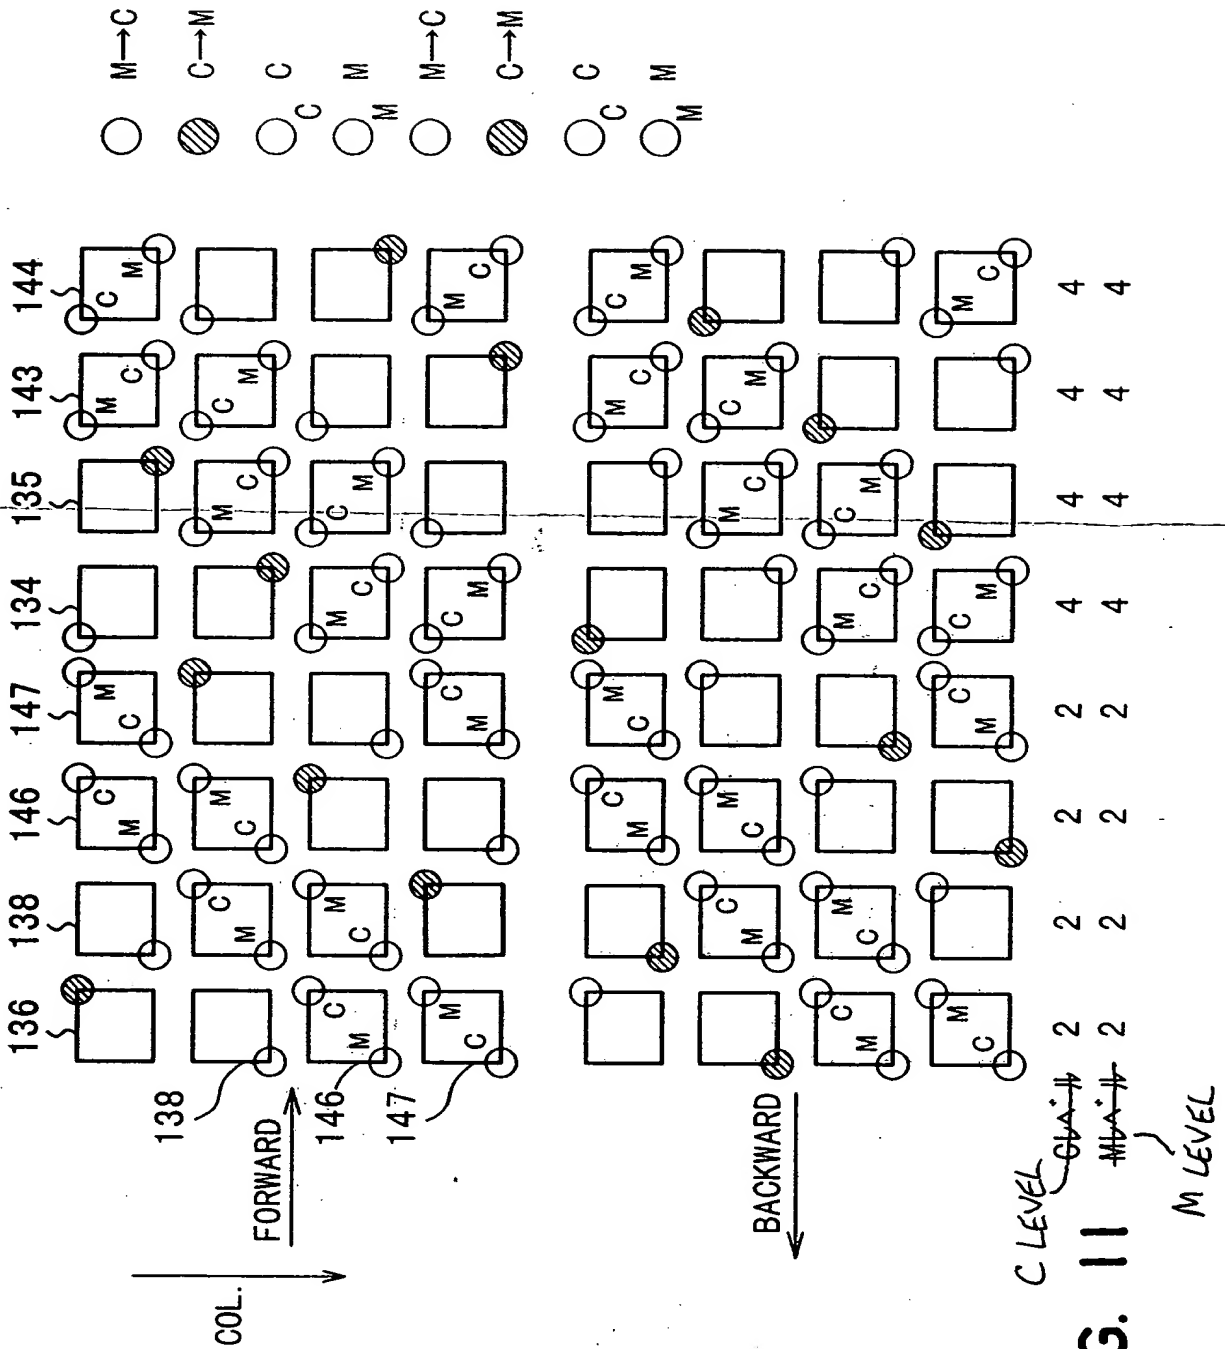 136 138 146 147 134 135 143 144
C M M C M→C
M C C M
138 C M M C C→M
M C C M
COL.
FORWARD
C M M C C
M C C M C
146
M C C M M
C M M C M
147
M→C
C→M
C M M C C
M C C M C
C M M C M
M C C M M
BACKWARD
C M M C
M C C M
M C C M
C M M C
C LEVEL 2 2 2 2 4 4 4 4
2 2 2 2 4 4 4 4
M LEVEL
G. 11